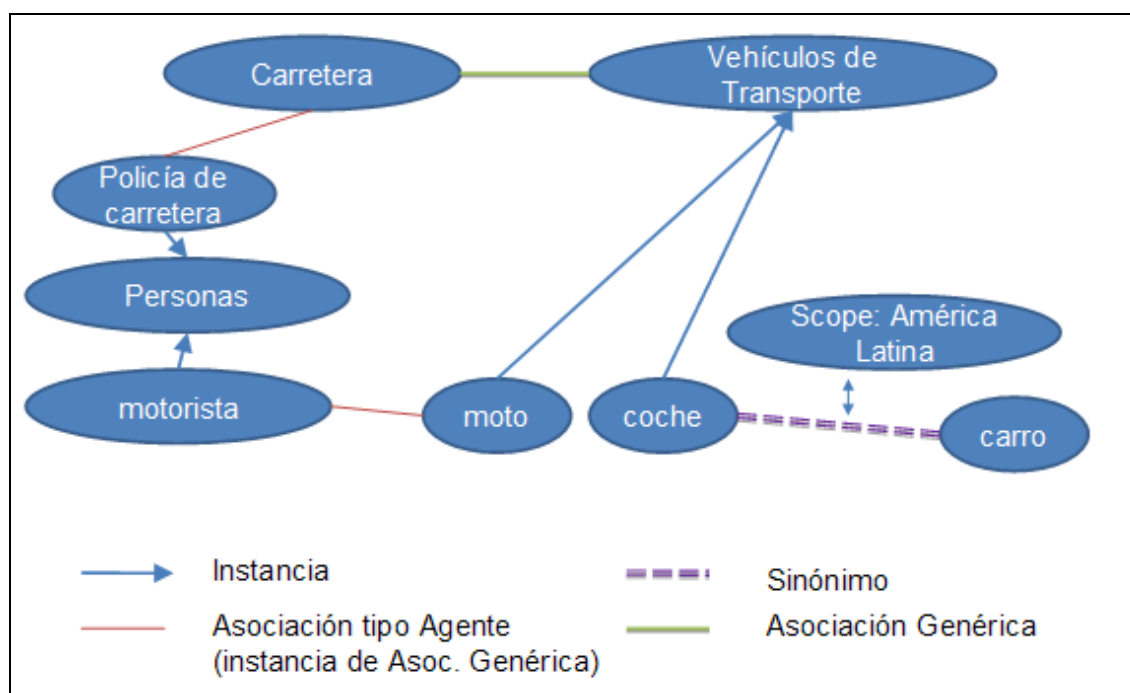 Carretera
Vehículos de
Transporte
Policía de
carretera
Personas
Scope: América
Latina
motorista
moto
coche
carro
Instancia
Sinónimo
Asociación tipo Agente
(instancia de Asoc. Genérica)
Asociación Genérica